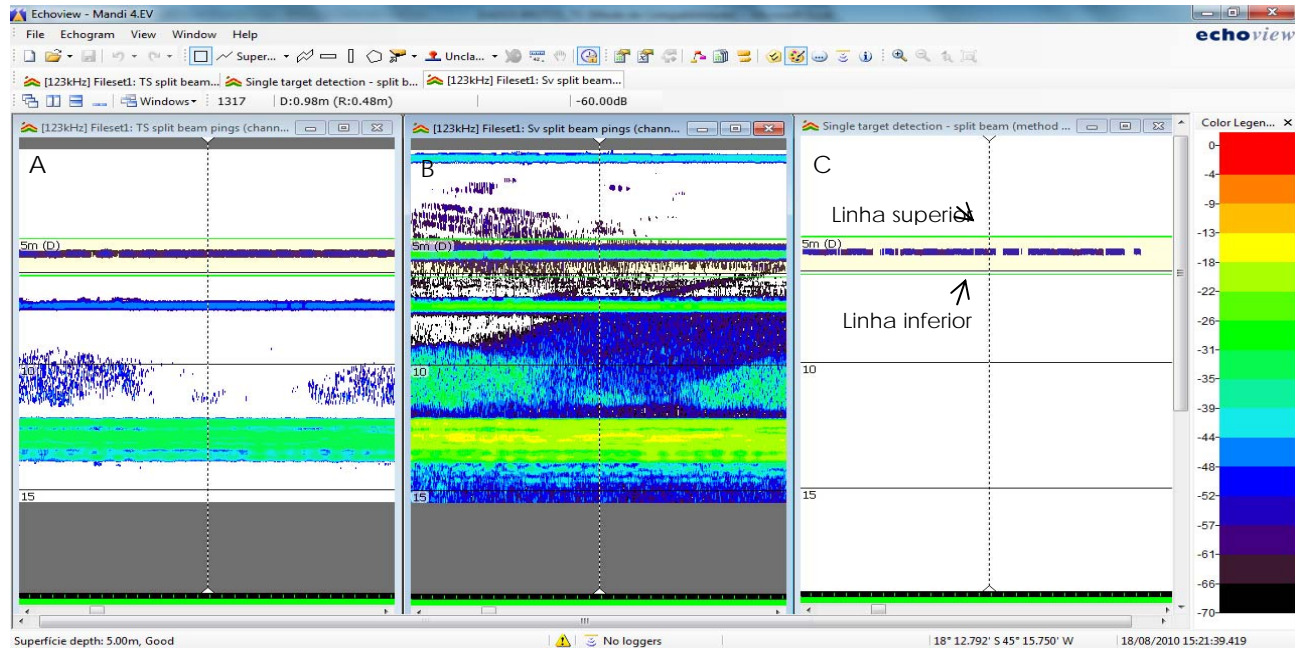 Echoview - Mandi 4.EV
File Echogram View Window Help
echoview
Super... Uncla...
[123kHz] Fileset1: TS split beam... Single target detection - split b... [123kHz] Fileset1: Sv split beam...
Windows 1317 D:0.98m (R:0.48m) -60.00dB
[123kHz] Fileset1: TS split beam pings (chann...
A
5m (D)
10
15
[123kHz] Fileset1: Sv split beam pings (chann...
B
5m (D)
10
15
Single target detection - split beam (method ...
C
Linha superior
5m (D)
Linha inferior
10
15
Color Legen...
0
-4
-9
-13
-18
-22
-26
-31
-35
-39
-44
-48
-52
-57
-61
-66
-70
Superfície depth: 5.00m, Good No loggers 18° 12.792' S 45° 15.750' W 18/08/2010 15:21:39.419